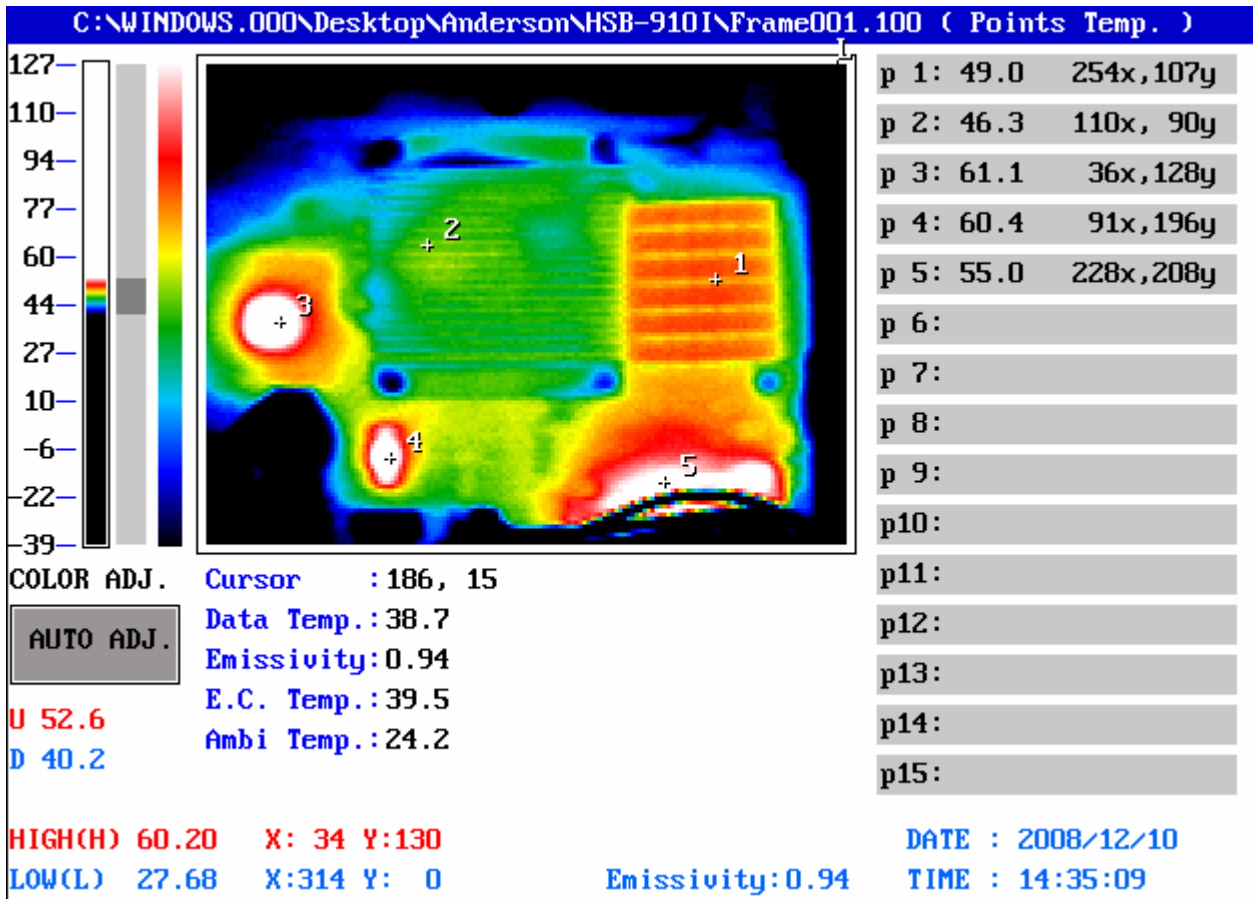 C:\WINDOWS.000\Desktop\Anderson\HSB-910I\Frame001.100 ( Points Temp. )
127
110
94
77
60
44
27
10
-6
-22
-39
1
2
3
4
5
p 1: 49.0 254x,107y
p 2: 46.3 110x, 90y
p 3: 61.1 36x,128y
p 4: 60.4 91x,196y
p 5: 55.0 228x,208y
p 6:
p 7:
p 8:
p 9:
p10:
p11:
p12:
p13:
p14:
p15:
COLOR ADJ.
AUTO ADJ.
U 52.6
D 40.2
Cursor :186, 15
Data Temp.:38.7
Emissivity:0.94
E.C. Temp.:39.5
Ambi Temp.:24.2
HIGH(H) 60.20 X: 34 Y:130
LOW(L) 27.68 X:314 Y: 0
Emissivity:0.94
DATE : 2008/12/10
TIME : 14:35:09